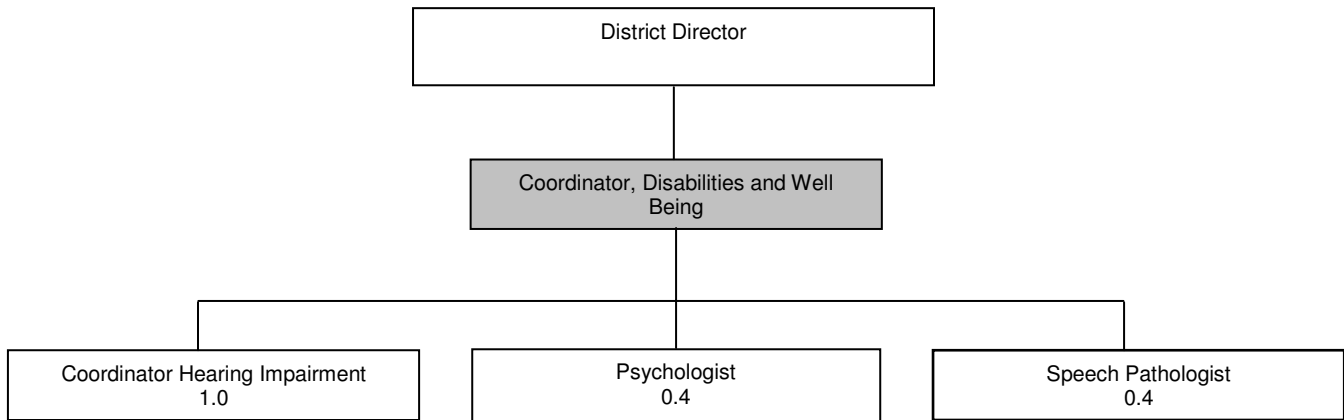 District Director
Coordinator, Disabilities and Well
Being
Coordinator Hearing Impairment
1.0
Psychologist
0.4
Speech Pathologist
0.4